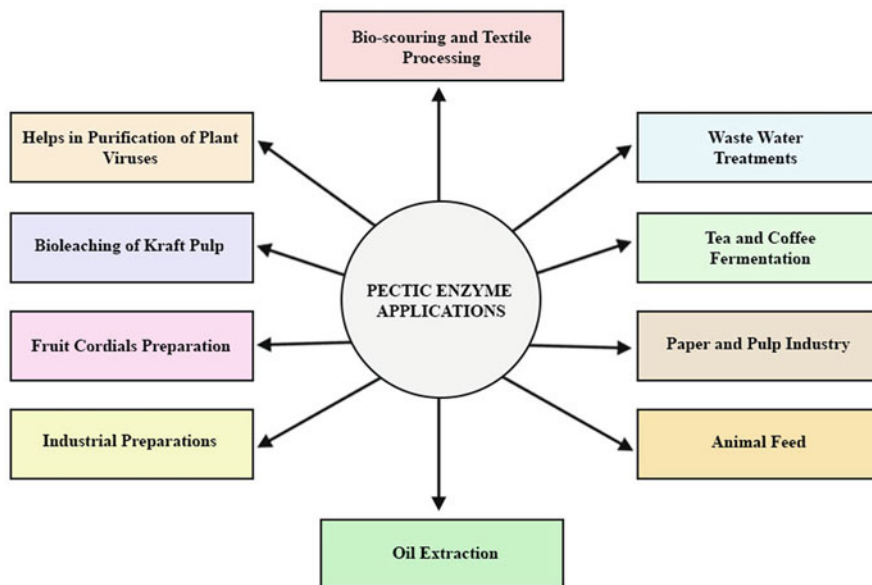 Bio-scouring and Textile
Processing
Helps in Purification of Plant
Viruses
Waste Water
Treatments
Bioleaching of Kraft Pulp
Tea and Coffee
Fermentation
PECTIC ENZYME
APPLICATIONS
Fruit Cordials Preparation
Paper and Pulp Industry
Industrial Preparations
Animal Feed
Oil Extraction